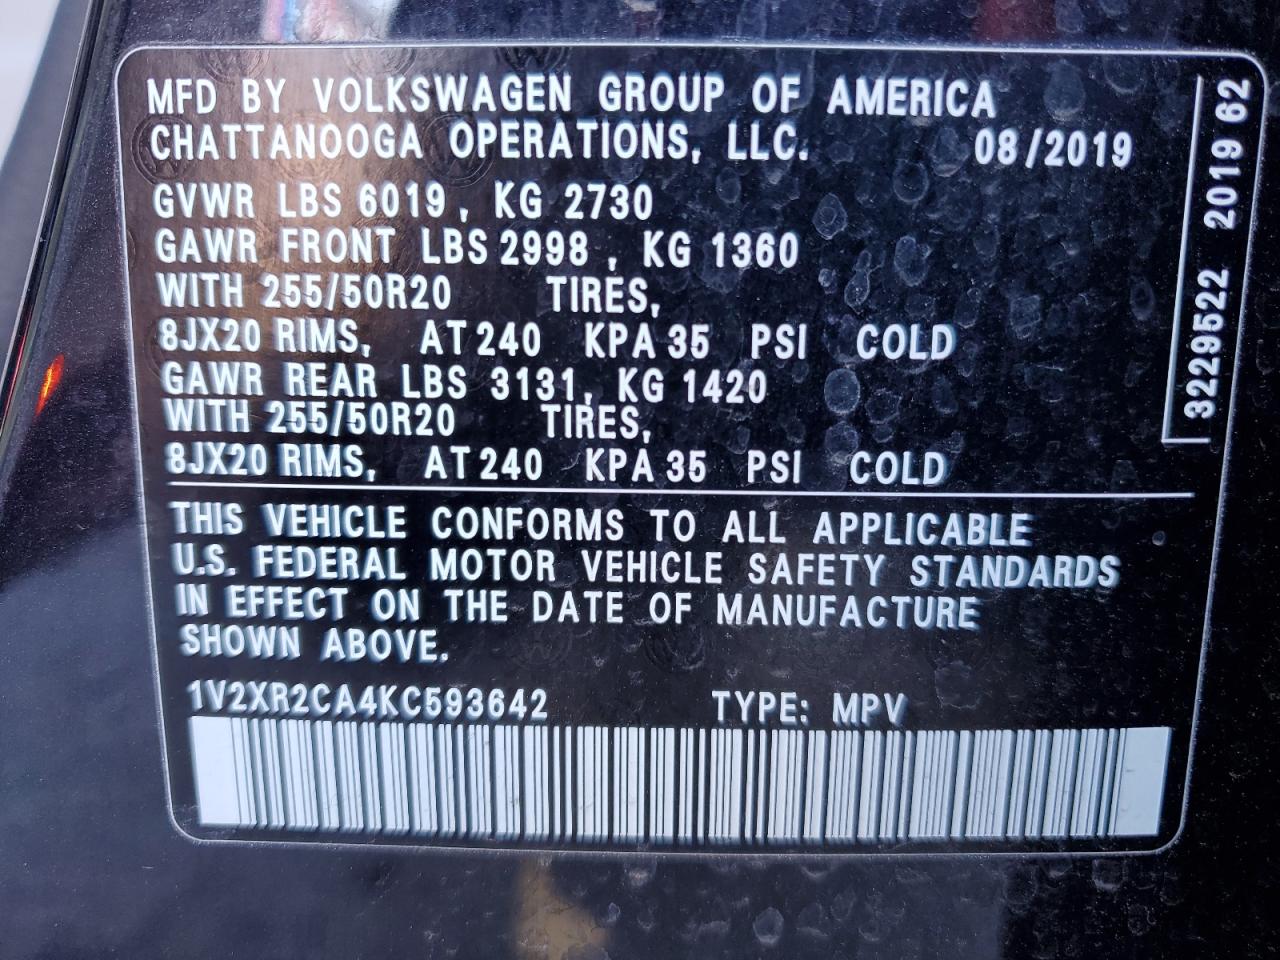 MFD BY VOLKSWAGEN GROUP OF AMERICA
CHATTANOOGA OPERATIONS, LLC. 08/2019
GVWR LBS 6019, KG 2730
GAWR FRONT LBS 2998, KG 1360
WITH 255/50R20 TIRES,
8JX20 RIMS, AT 240 KPA 35 PSI COLD
GAWR REAR LBS 3131, KG 1420
WITH 255/50R20 TIRES,
8JX20 RIMS, AT 240 KPA 35 PSI COLD
THIS VEHICLE CONFORMS TO ALL APPLICABLE
U.S. FEDERAL MOTOR VEHICLE SAFETY STANDARDS
IN EFFECT ON THE DATE OF MANUFACTURE
SHOWN ABOVE.
1V2XR2CA4KC593642 TYPE: MPV
3229522 2019 62